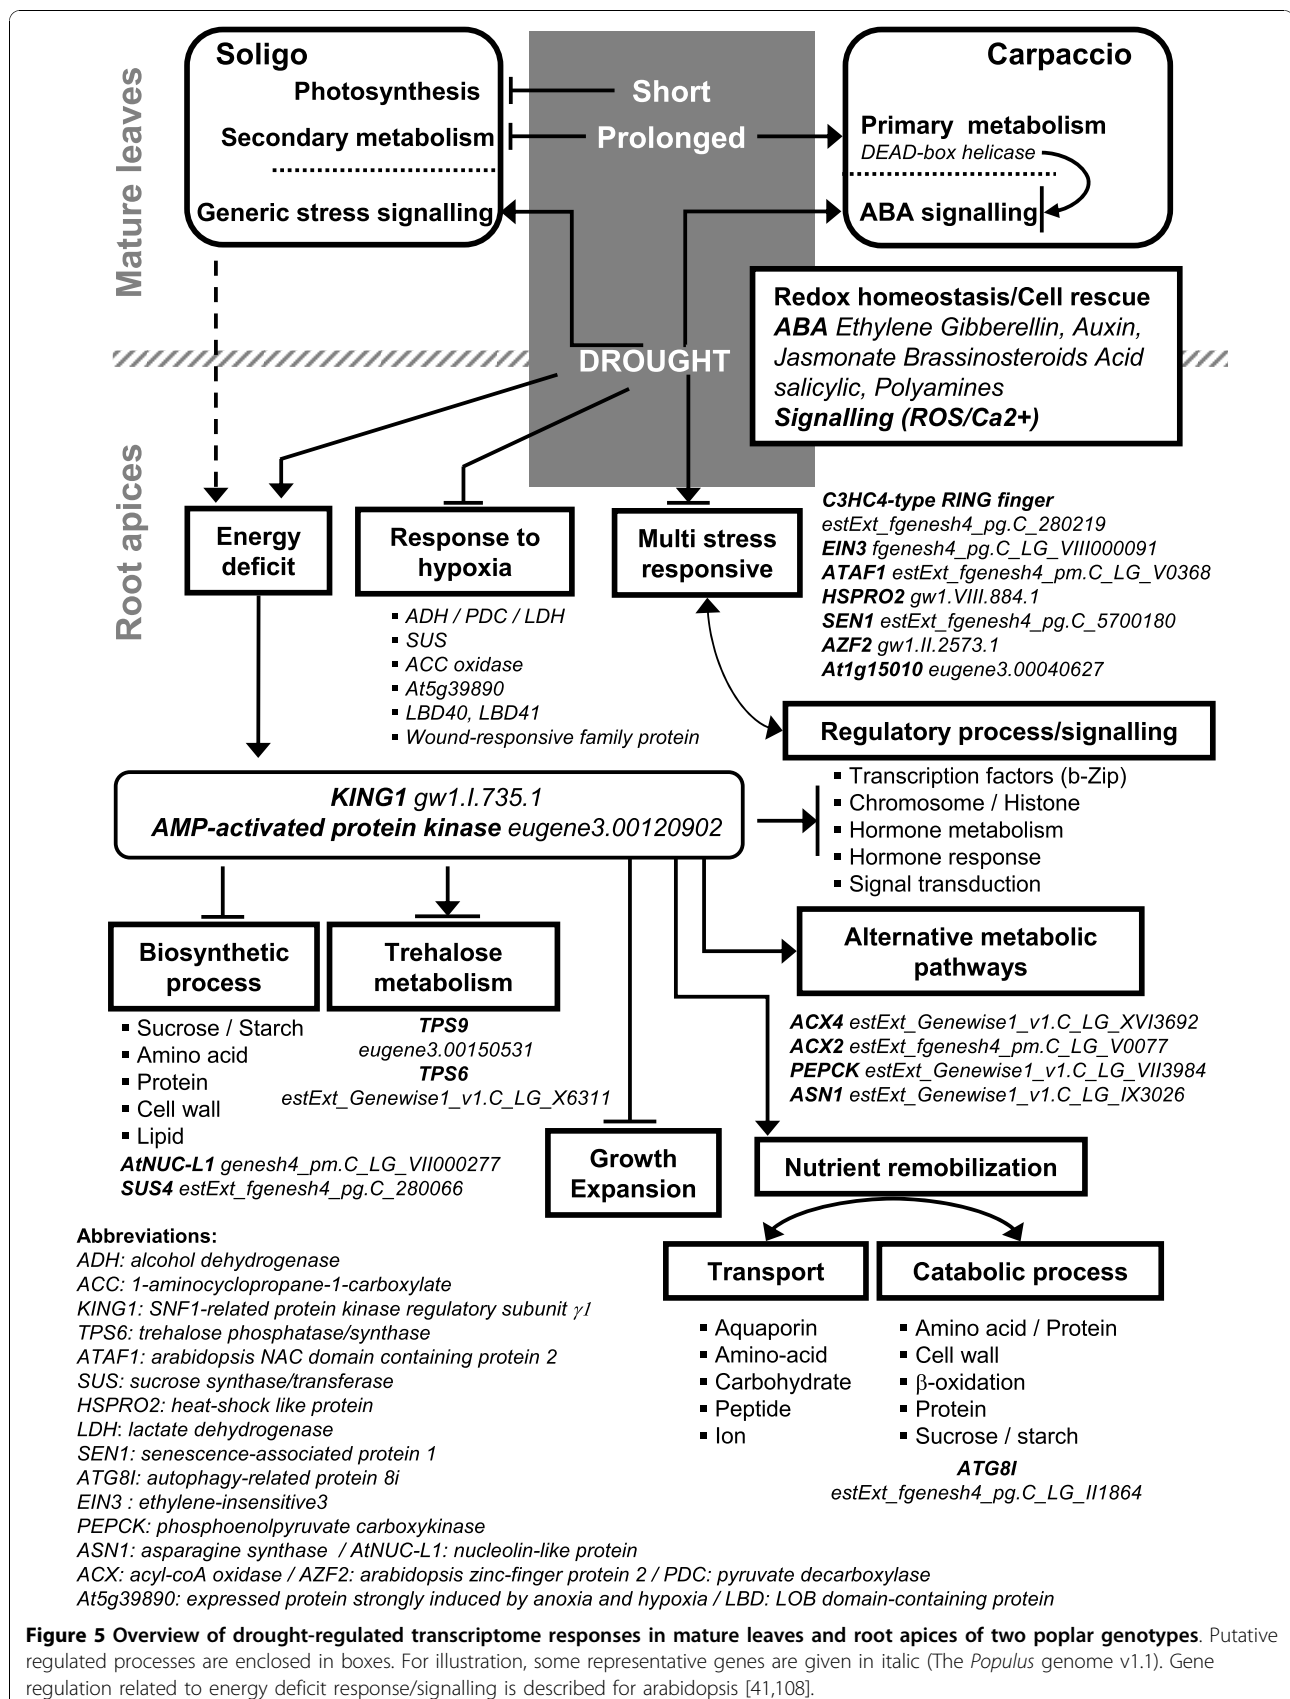 Mature leaves
Soligo
Photosynthesis
Secondary metabolism
Generic stress signalling
Short
Prolonged
DROUGHT
Carpaccio
Primary metabolism
DEAD-box helicase
ABA signalling
Redox homeostasis/Cell rescue
ABA Ethylene Gibberellin, Auxin,
Jasmonate Brassinosteroids Acid
salicylic, Polyamines
Signalling (ROS/Ca2+)
Root apices
Energy
deficit
Response to
hypoxia
▪ ADH / PDC / LDH
▪ SUS
▪ ACC oxidase
▪ At5g39890
▪ LBD40, LBD41
▪ Wound-responsive family protein
Multi stress
responsive
C3HC4-type RING finger
estExt_fgenesh4_pg.C_280219
EIN3 fgenesh4_pg.C_LG_VIII000091
ATAF1 estExt_fgenesh4_pm.C_LG_V0368
HSPRO2 gw1.VIII.884.1
SEN1 estExt_fgenesh4_pg.C_5700180
AZF2 gw1.II.2573.1
At1g15010 eugene3.00040627
Regulatory process/signalling
▪ Transcription factors (b-Zip)
▪ Chromosome / Histone
▪ Hormone metabolism
▪ Hormone response
▪ Signal transduction
KING1 gw1.I.735.1
AMP-activated protein kinase eugene3.00120902
Biosynthetic
process
▪ Sucrose / Starch
▪ Amino acid
▪ Protein
▪ Cell wall
▪ Lipid
AtNUC-L1 genesh4_pm.C_LG_VII000277
SUS4 estExt_fgenesh4_pg.C_280066
Trehalose
metabolism
TPS9
eugene3.00150531
TPS6
estExt_Genewise1_v1.C_LG_X6311
Growth
Expansion
Alternative metabolic
pathways
ACX4 estExt_Genewise1_v1.C_LG_XVI3692
ACX2 estExt_fgenesh4_pm.C_LG_V0077
PEPCK estExt_Genewise1_v1.C_LG_VII3984
ASN1 estExt_Genewise1_v1.C_LG_IX3026
Nutrient remobilization
Transport
▪ Aquaporin
▪ Amino-acid
▪ Carbohydrate
▪ Peptide
▪ Ion
Catabolic process
▪ Amino acid / Protein
▪ Cell wall
▪ β-oxidation
▪ Protein
▪ Sucrose / starch
ATG8I
estExt_fgenesh4_pg.C_LG_II1864
Abbreviations:
ADH: alcohol dehydrogenase
ACC: 1-aminocyclopropane-1-carboxylate
KING1: SNF1-related protein kinase regulatory subunit γ1
TPS6: trehalose phosphatase/synthase
ATAF1: arabidopsis NAC domain containing protein 2
SUS: sucrose synthase/transferase
HSPRO2: heat-shock like protein
LDH: lactate dehydrogenase
SEN1: senescence-associated protein 1
ATG8I: autophagy-related protein 8i
EIN3 : ethylene-insensitive3
PEPCK: phosphoenolpyruvate carboxykinase
ASN1: asparagine synthase / AtNUC-L1: nucleolin-like protein
ACX: acyl-coA oxidase / AZF2: arabidopsis zinc-finger protein 2 / PDC: pyruvate decarboxylase
At5g39890: expressed protein strongly induced by anoxia and hypoxia / LBD: LOB domain-containing protein
Figure 5 Overview of drought-regulated transcriptome responses in mature leaves and root apices of two poplar genotypes. Putative
regulated processes are enclosed in boxes. For illustration, some representative genes are given in italic (The Populus genome v1.1). Gene
regulation related to energy deficit response/signalling is described for arabidopsis [41,108].